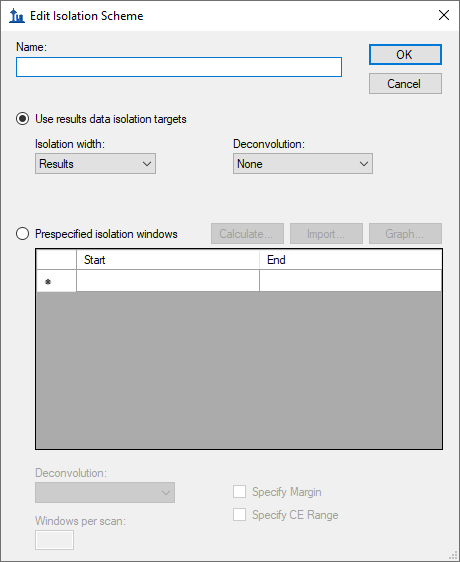 Edit Isolation Scheme
Name:
OK
Cancel
Use results data isolation targets
Isolation width: Deconvolution:
Results None
Prespecified isolation windows Calculate... Import... Graph...
Start End
Deconvolution:
Specify Margin
Specify CE Range
Windows per scan: